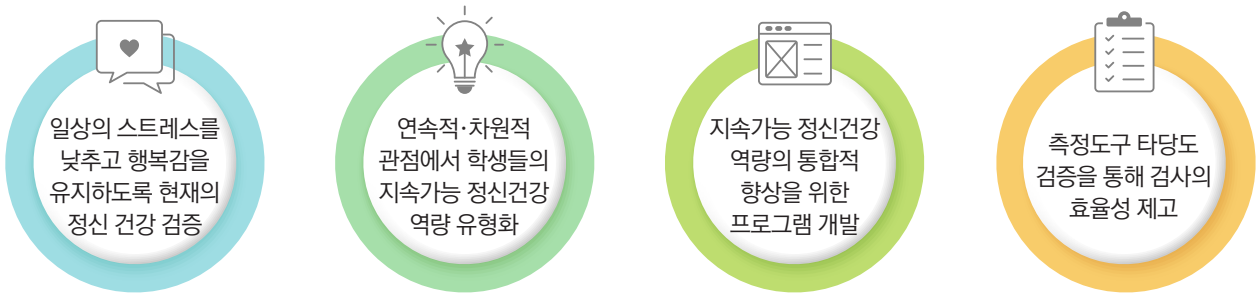 일상의 스트레스를
낮추고 행복감을
유지하도록 현재의
정신 건강 검증
연속적·차원적
관점에서 학생들의
지속가능 정신건강
역량 유형화
지속가능 정신건강
역량의 통합적
향상을 위한
프로그램 개발
측정도구 타당도
검증을 통해 검사의
효율성 제고